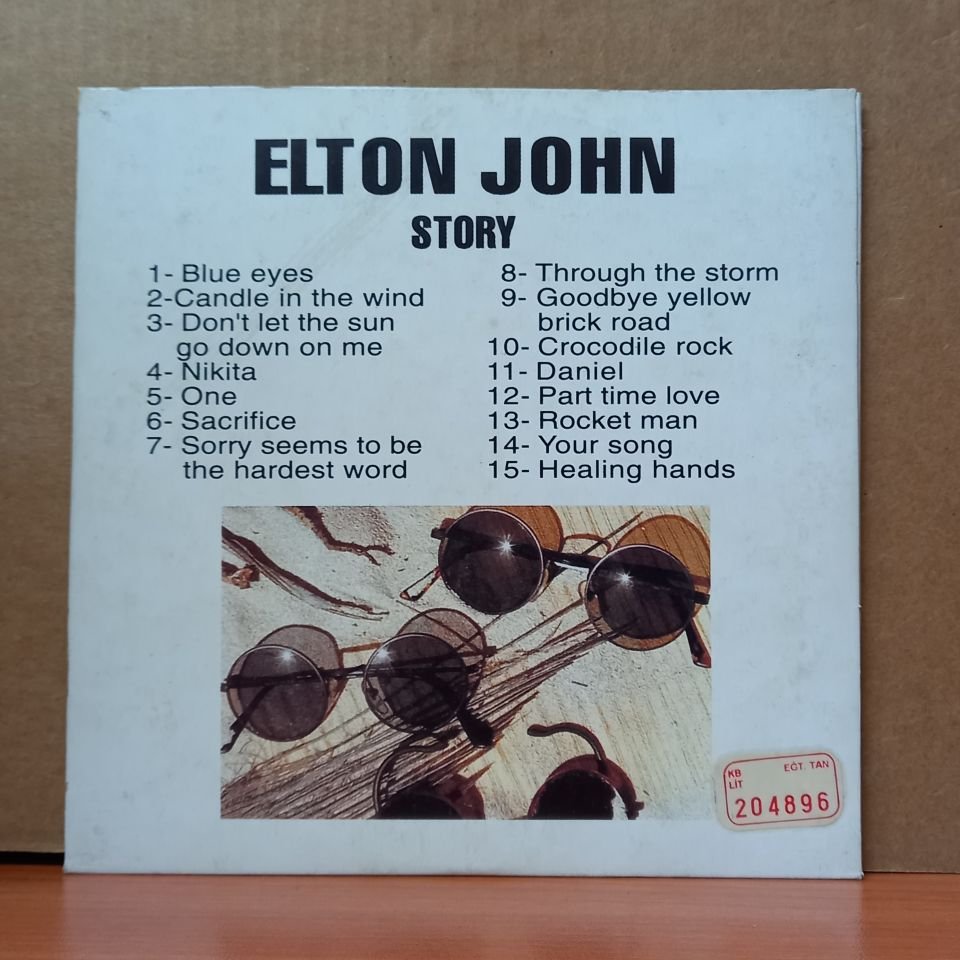 ELTON JOHN
STORY
1- Blue eyes
2-Candle in the wind
3- Don't let the sun
go down on me
4- Nikita
5- One
6- Sacrifice
7- Sorry seems to be
the hardest word
8- Through the storm
9- Goodbye yellow
brick road
10- Crocodile rock
11- Daniel
12- Part time love
13- Rocket man
14- Your song
15- Healing hands
KB EĞT. TAN
LİT
204896